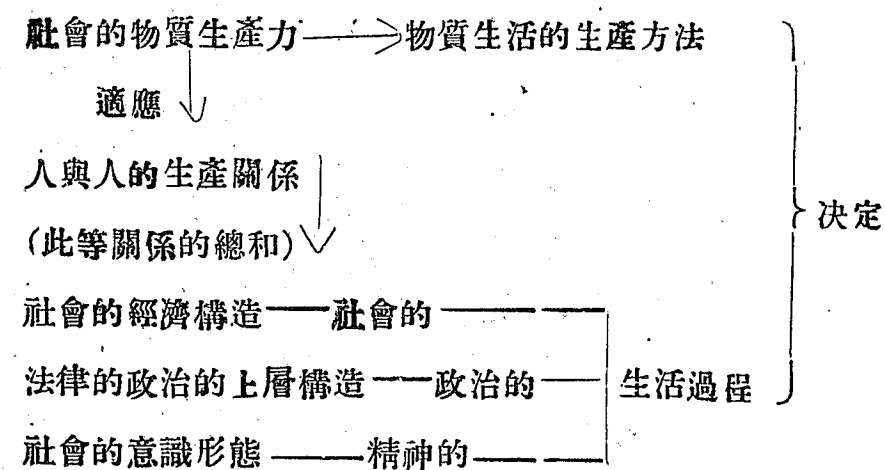 社會的物質生產力物質生活的生產方法
適應
人與人的生產關係
(此等關係的總和)
决定
社會的經濟構造社會的
法律的政治的上層構造政治的生活過程
社會的意識形態精神的